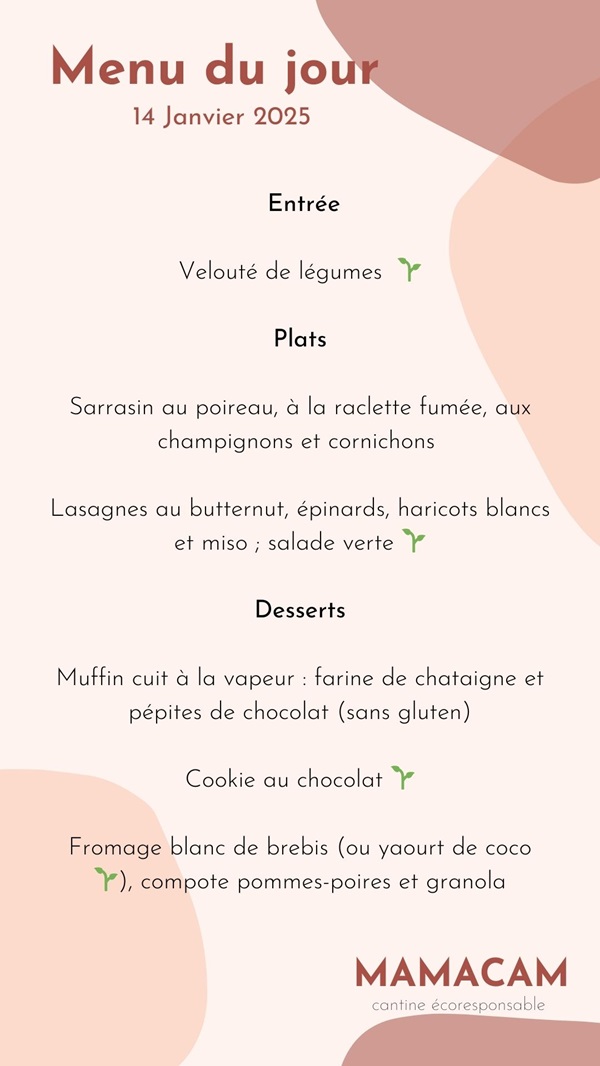 Menu du jour
14 Janvier 2025
Entrée
Velouté de légumes
Plats
Sarrasin au poireau, à la raclette fumée, aux
champignons et cornichons
Lasagnes au butternut, épinards, haricots blancs
et miso ; salade verte
Desserts
Muffin cuit à la vapeur : farine de chataigne et
pépites de chocolat (sans gluten)
Cookie au chocolat
Fromage blanc de brebis (ou yaourt de coco
), compote pommes-poires et granola
MAMACAM
cantine écoresponsable